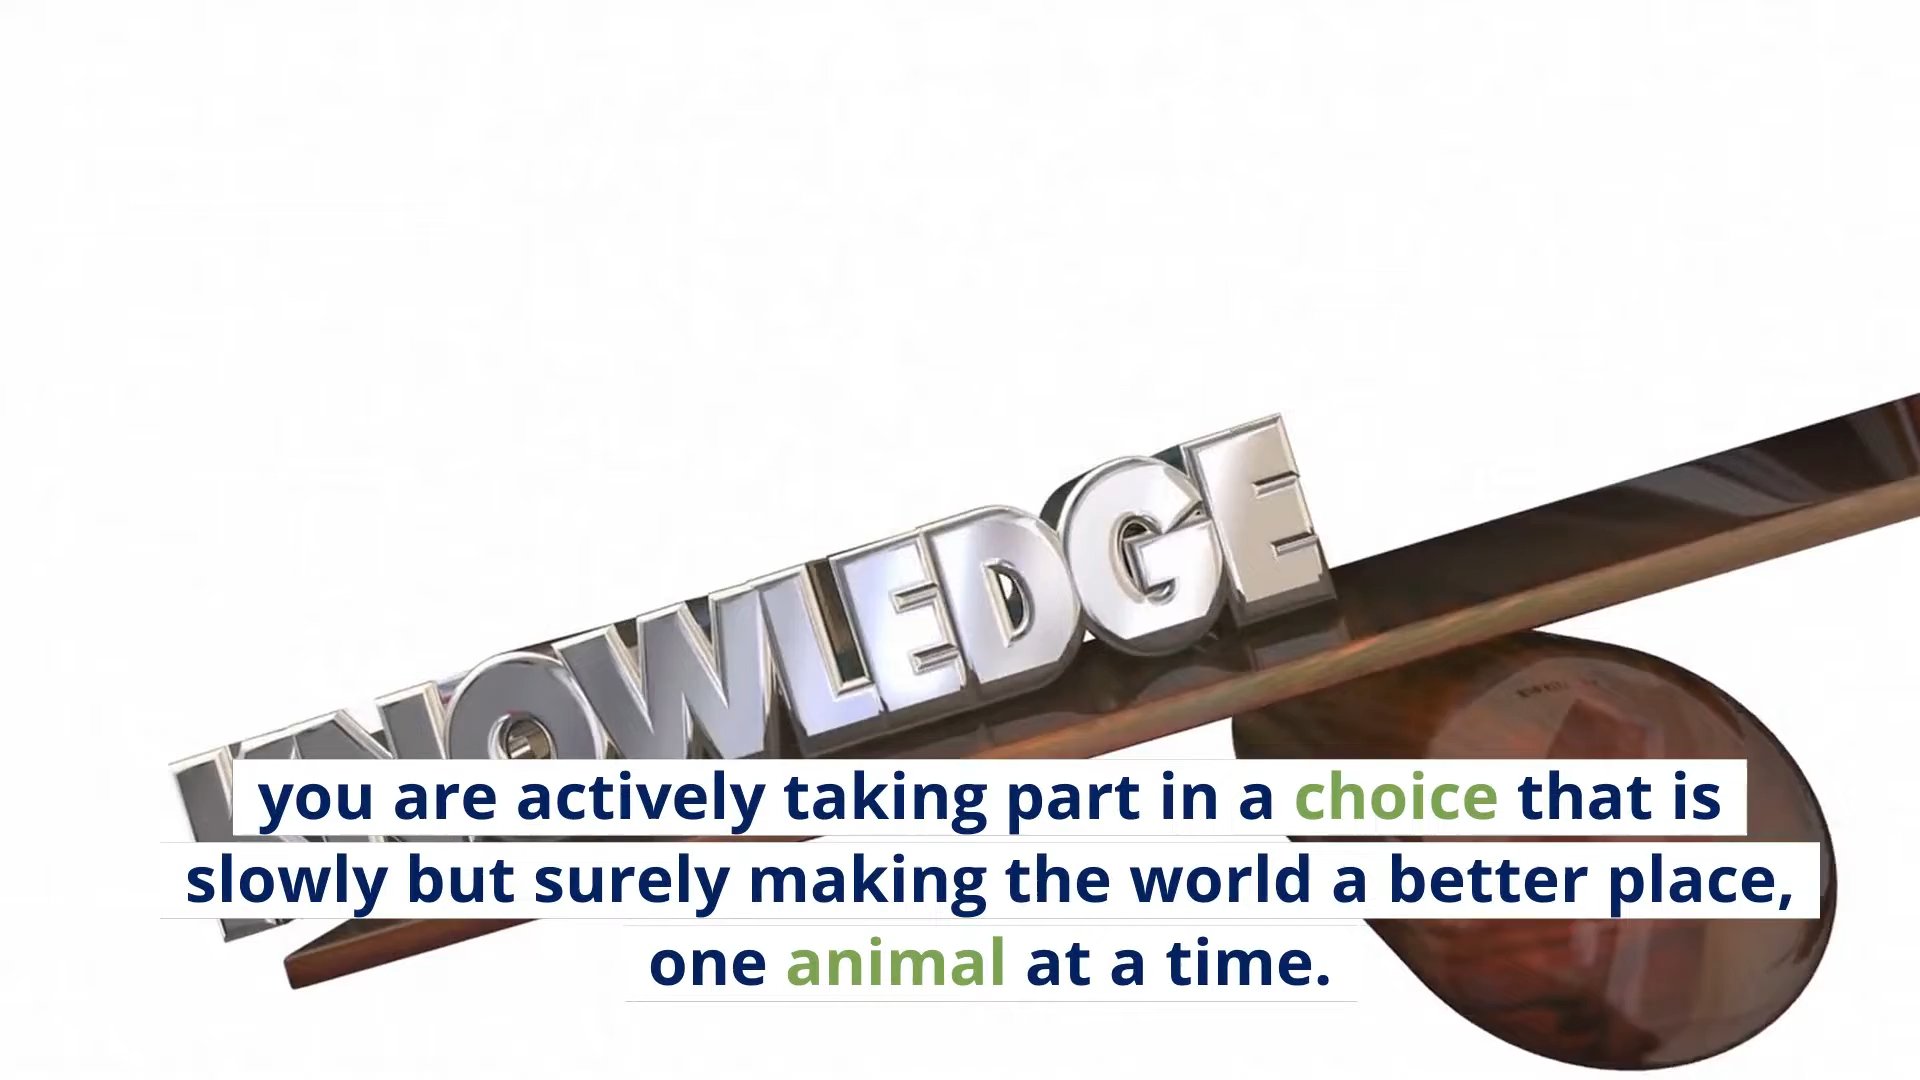 KNOWLEDGE
you are actively taking part in a choice that is
slowly but surely making the world a better place,
one animal at a time.